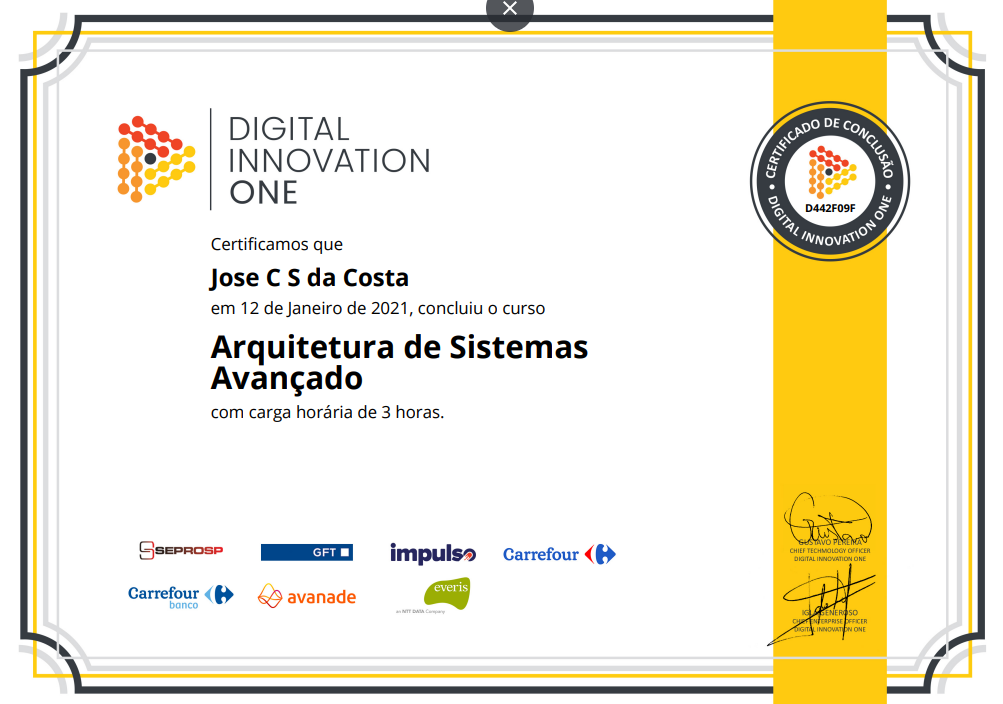 DIGITAL
INNOVATION
ONE
CERTIFICADO DE CONCLUSÃO
D442F09F
DIGITAL INNOVATION ONE
Certificamos que
Jose C S da Costa
em 12 de Janeiro de 2021, concluiu o curso
Arquitetura de Sistemas
Avançado
com carga horária de 3 horas.
SEPROSP
GFT
impulso
Carrefour
Carrefour
banco
avanade
everis
an NTT DATA Company
GUSTAVO PEREIRA
CHIEF TECHNOLOGY OFFICER
DIGITAL INNOVATION ONE
GENEROSO
CHIEF ENTERPRISE OFFICER
DIGITAL INNOVATION ONE